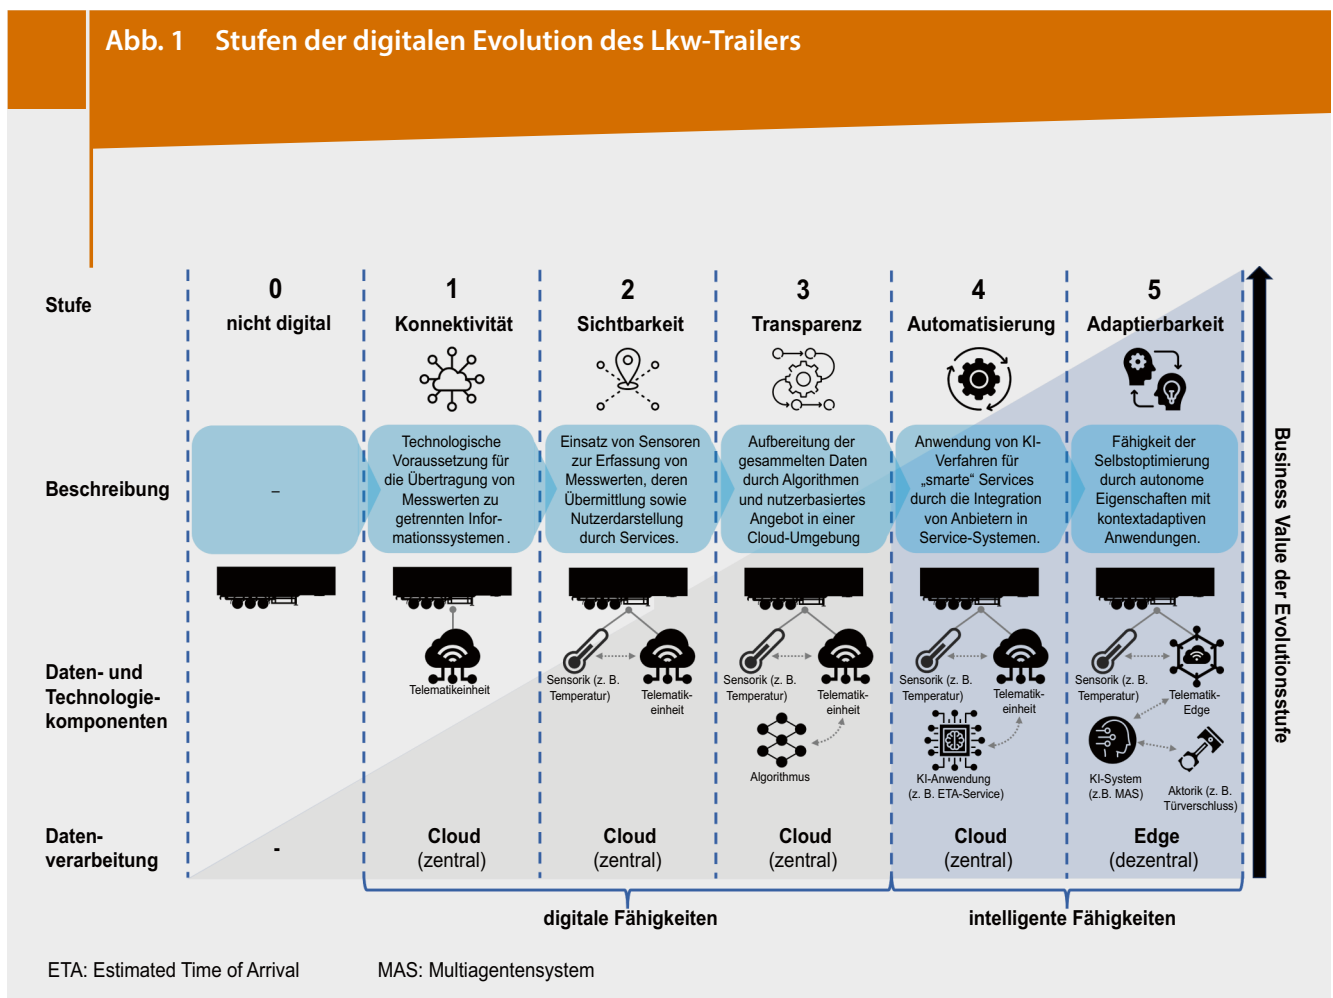 Abb. 1 Stufen der digitalen Evolution des Lkw-Trailers
Stufe
0
nicht digital
1
Konnektivität
2
Sichtbarkeit
3
Transparenz
4
Automatisierung
5
Adaptierbarkeit
Beschreibung
–
Technologische
Voraussetzung für
die Übertragung von
Messwerten zu
getrennten Infor-
mationssystemen.
Einsatz von Sensoren
zur Erfassung von
Messwerten, deren
Übermittlung sowie
Nutzerdarstellung
durch Services.
Aufbereitung der
gesammelten Daten
durch Algorithmen
und nutzerbasiertes
Angebot in einer
Cloud-Umgebung
Anwendung von KI-
Verfahren für
„smarte“ Services
durch die Integration
von Anbietern in
Service-Systemen.
Fähigkeit der
Selbstoptimierung
durch autonome
Eigenschaften mit
kontextadaptiven
Anwendungen.
Daten- und
Technologie-
komponenten
Telematikeinheit
Sensorik (z. B.
Temperatur)
Telematik-
einheit
Sensorik (z. B.
Temperatur)
Telematik-
einheit
Algorithmus
Sensorik (z. B.
Temperatur)
Telematik-
einheit
KI-Anwendung
(z. B. ETA-Service)
Sensorik (z. B.
Temperatur)
Telematik-
Edge
KI-System
(z.B. MAS)
Aktorik (z. B.
Türverschluss)
Daten-
verarbeitung
-
Cloud
(zentral)
Cloud
(zentral)
Cloud
(zentral)
Cloud
(zentral)
Edge
(dezentral)
digitale Fähigkeiten
intelligente Fähigkeiten
Business Value der Evolutionsstufe
ETA: Estimated Time of Arrival MAS: Multiagentensystem